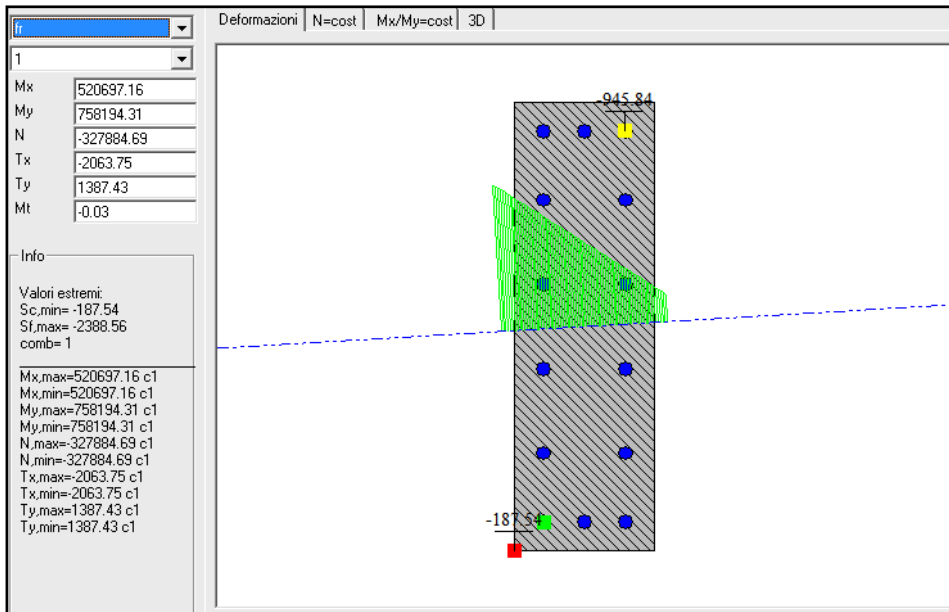 fr
1
Mx 520697.16
My 758194.31
N -327884.69
Tx -2063.75
Ty 1387.43
Mt -0.03
Info
Valori estremi:
Sc,min= -187.54
Sf,max= -2388.56
comb= 1
Mx,max=520697.16 c1
Mx,min=520697.16 c1
My,max=758194.31 c1
My,min=758194.31 c1
N,max=-327884.69 c1
N,min=-327884.69 c1
Tx,max=-2063.75 c1
Tx,min=-2063.75 c1
Ty,max=1387.43 c1
Ty,min=1387.43 c1
Deformazioni N=cost Mx/My=cost 3D
-945.84
-187.54